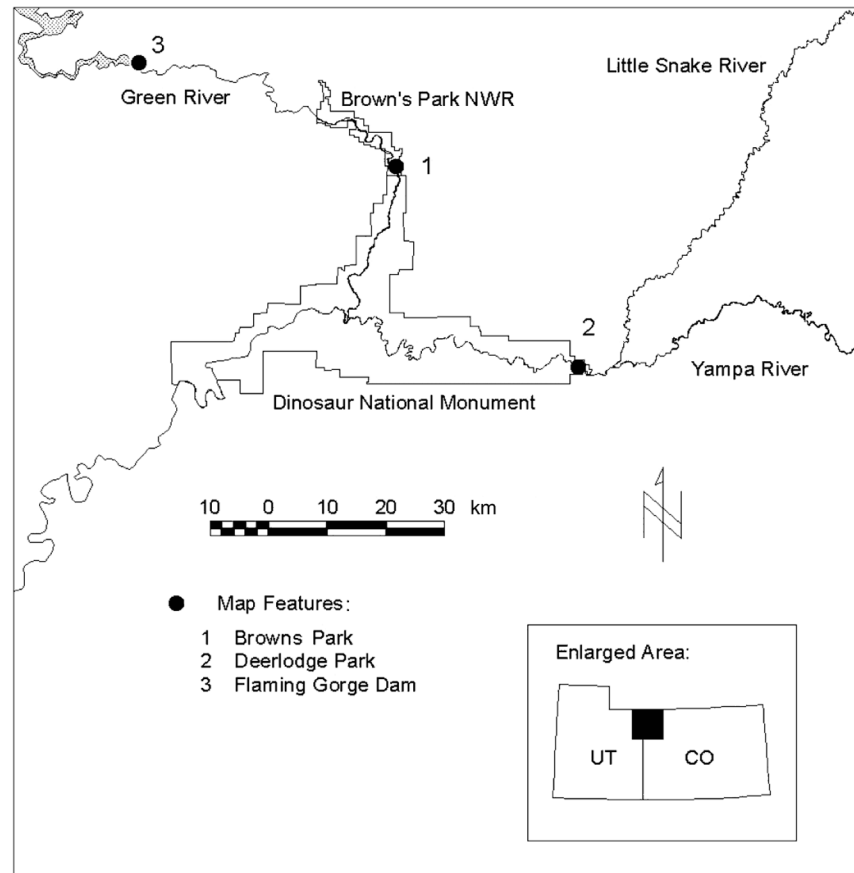 3
Little Snake River
Green River
Brown's Park NWR
1
2
Yampa River
Dinosaur National Monument
10 0 10 20 30 km
N
Map Features:
1 Browns Park
2 Deerlodge Park
3 Flaming Gorge Dam
Enlarged Area:
UT CO